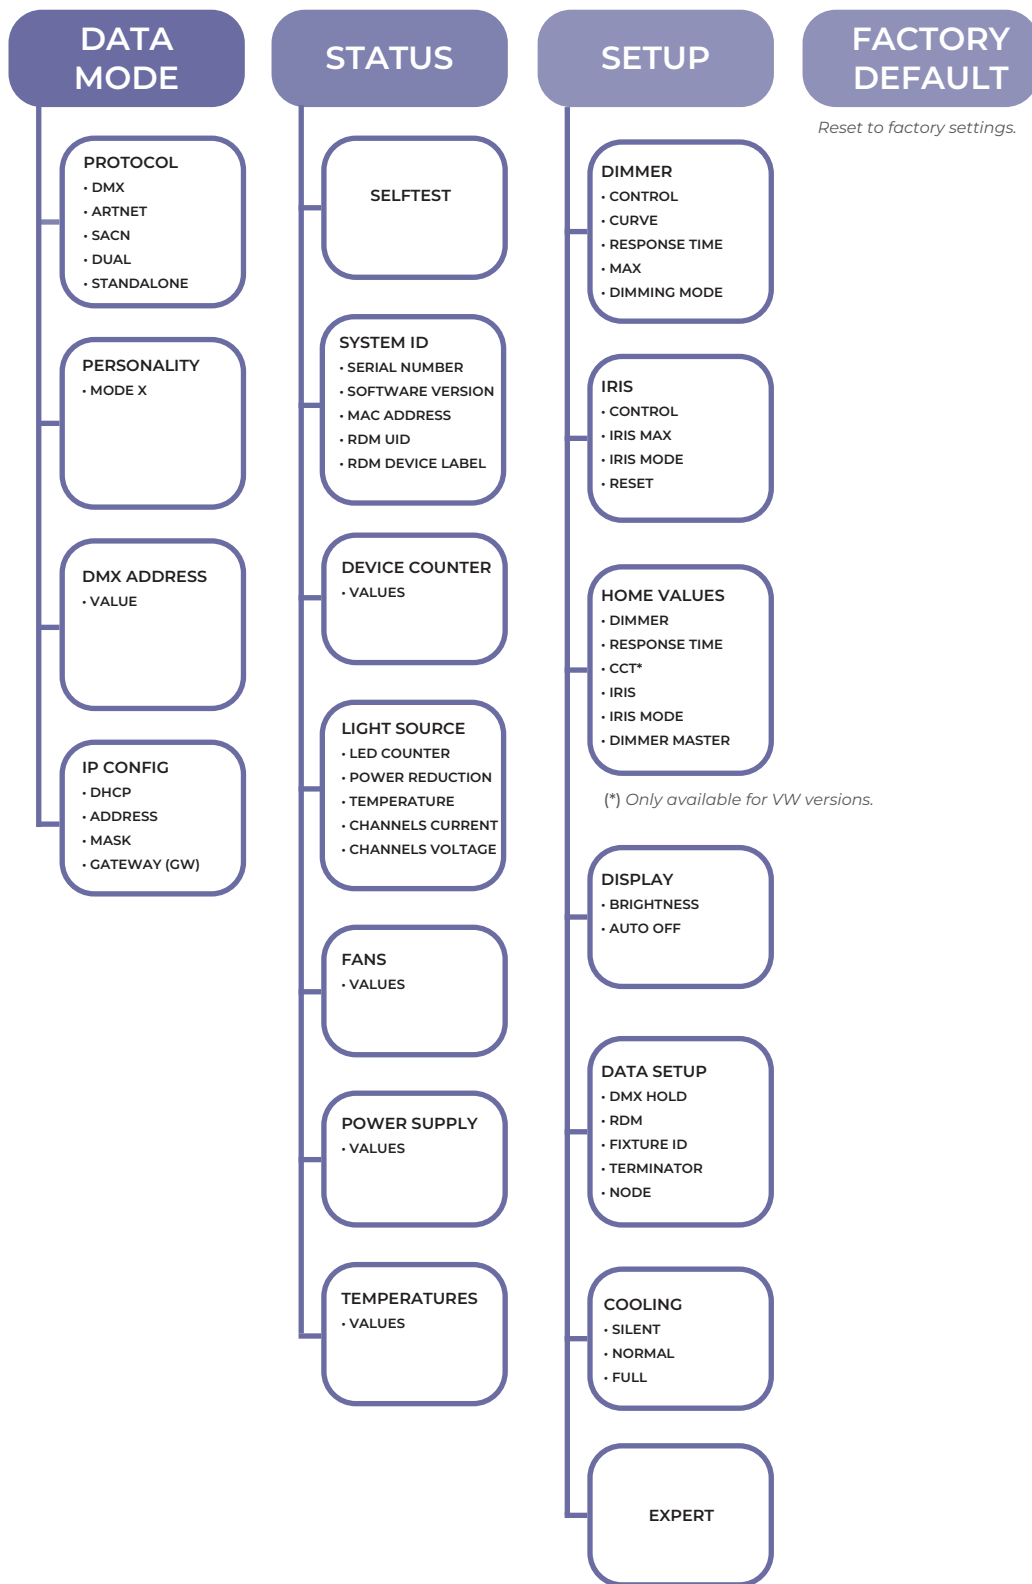 DATA
MODE
PROTOCOL
• DMX
• ARTNET
• SACN
• DUAL
• STANDALONE
PERSONALITY
• MODE X
DMX ADDRESS
• VALUE
IP CONFIG
• DHCP
• ADDRESS
• MASK
• GATEWAY (GW)
STATUS
SELFTEST
SYSTEM ID
• SERIAL NUMBER
• SOFTWARE VERSION
• MAC ADDRESS
• RDM UID
• RDM DEVICE LABEL
DEVICE COUNTER
• VALUES
LIGHT SOURCE
• LED COUNTER
• POWER REDUCTION
• TEMPERATURE
• CHANNELS CURRENT
• CHANNELS VOLTAGE
FANS
• VALUES
POWER SUPPLY
• VALUES
TEMPERATURES
• VALUES
SETUP
DIMMER
• CONTROL
• CURVE
• RESPONSE TIME
• MAX
• DIMMING MODE
IRIS
• CONTROL
• IRIS MAX
• IRIS MODE
• RESET
HOME VALUES
• DIMMER
• RESPONSE TIME
• CCT*
• IRIS
• IRIS MODE
• DIMMER MASTER
(*) Only available for VW versions.
DISPLAY
• BRIGHTNESS
• AUTO OFF
DATA SETUP
• DMX HOLD
• RDM
• FIXTURE ID
• TERMINATOR
• NODE
COOLING
• SILENT
• NORMAL
• FULL
EXPERT
FACTORY
DEFAULT
Reset to factory settings.